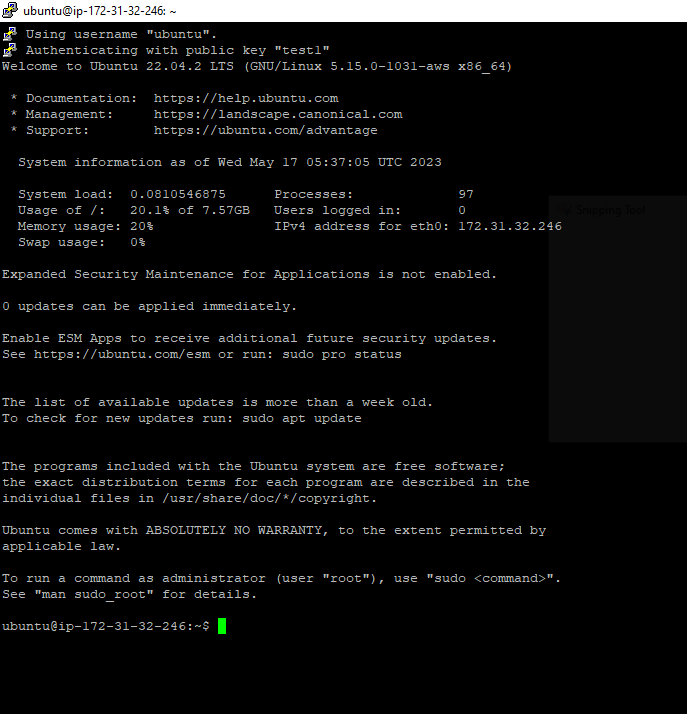 ubuntu@ip-172-31-32-246: ~
Using username "ubuntu".
Authenticating with public key "test1"
Welcome to Ubuntu 22.04.2 LTS (GNU/Linux 5.15.0-1031-aws x86_64)
* Documentation:  https://help.ubuntu.com
* Management:     https://landscape.canonical.com
* Support:        https://ubuntu.com/advantage
System information as of Wed May 17 05:37:05 UTC 2023
System load:  0.0810546875      Processes:             97
Usage of /:   20.1% of 7.57GB   Users logged in:       0
Memory usage: 20%               IPv4 address for eth0: 172.31.32.246
Swap usage:   0%
Snipping Tool
Expanded Security Maintenance for Applications is not enabled.
0 updates can be applied immediately.
Enable ESM Apps to receive additional future security updates.
See https://ubuntu.com/esm or run: sudo pro status
The list of available updates is more than a week old.
To check for new updates run: sudo apt update
The programs included with the Ubuntu system are free software;
the exact distribution terms for each program are described in the
individual files in /usr/share/doc/*/copyright.
Ubuntu comes with ABSOLUTELY NO WARRANTY, to the extent permitted by
applicable law.
To run a command as administrator (user "root"), use "sudo <command>".
See "man sudo_root" for details.
ubuntu@ip-172-31-32-246:~$